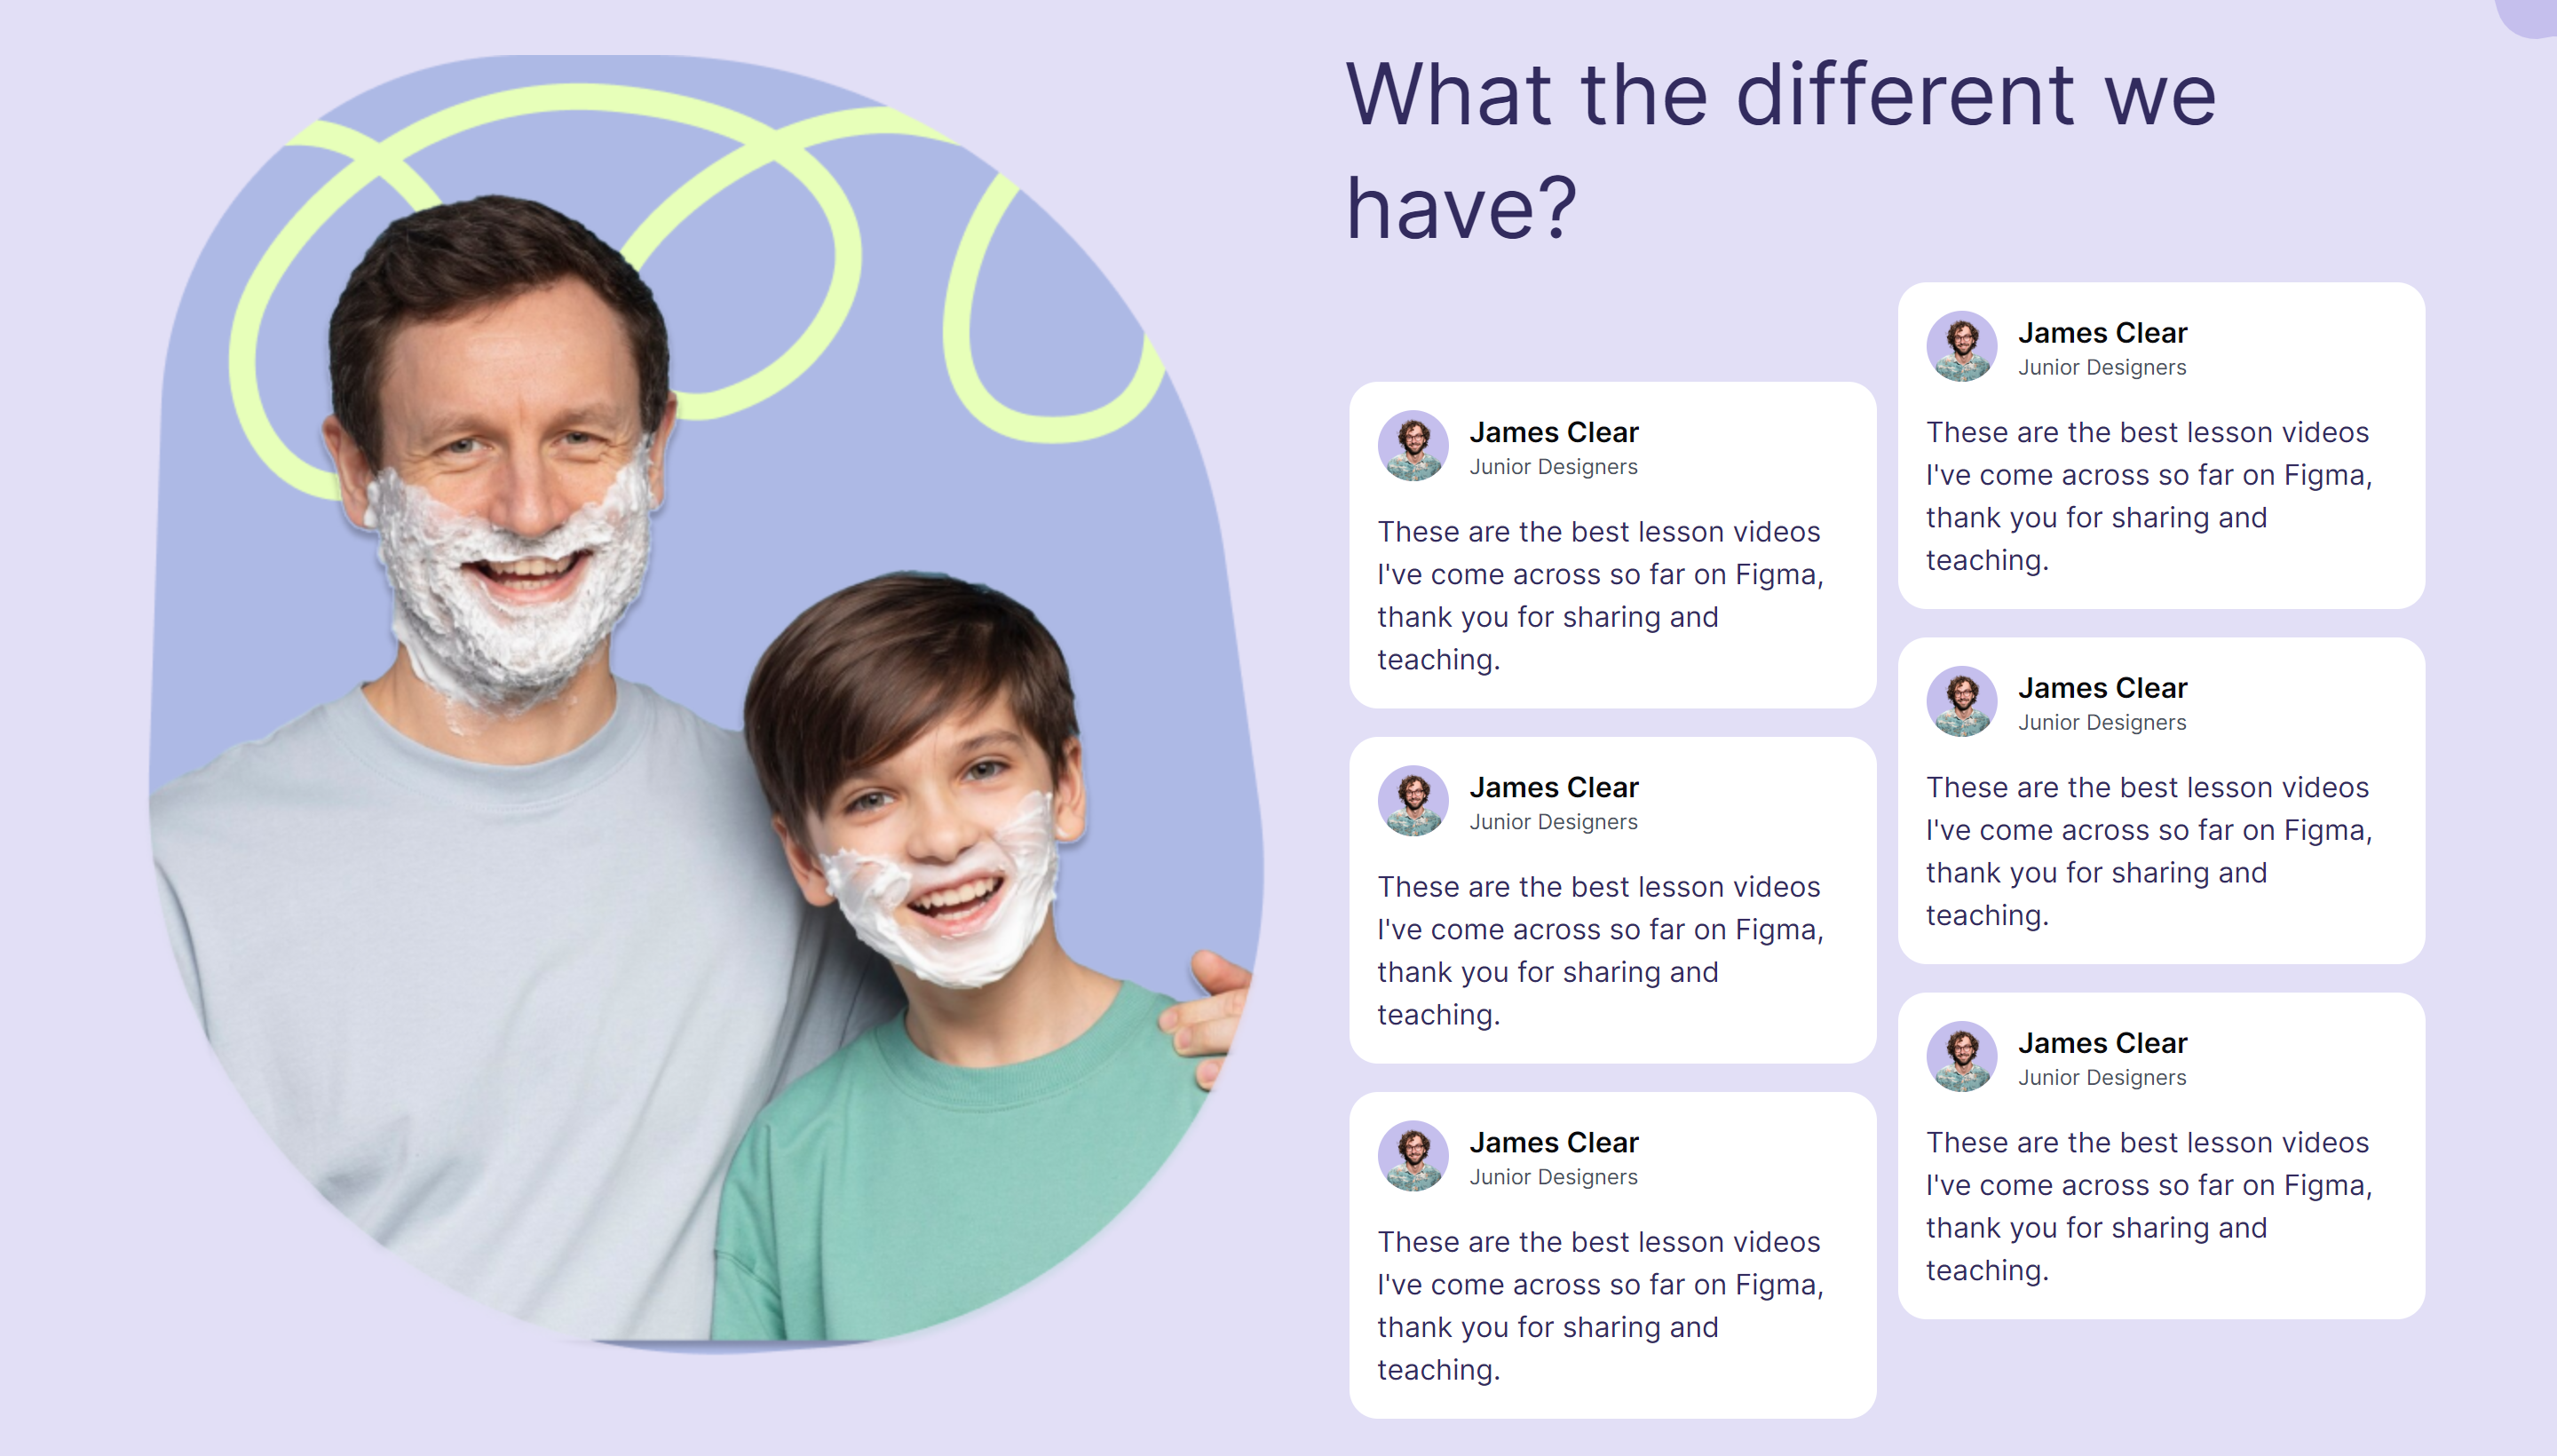 What the different we
have?
James Clear
Junior Designers
These are the best lesson videos
I've come across so far on Figma,
thank you for sharing and
teaching.
James Clear
Junior Designers
These are the best lesson videos
I've come across so far on Figma,
thank you for sharing and
teaching.
James Clear
Junior Designers
These are the best lesson videos
I've come across so far on Figma,
thank you for sharing and
teaching.
James Clear
Junior Designers
These are the best lesson videos
I've come across so far on Figma,
thank you for sharing and
teaching.
James Clear
Junior Designers
These are the best lesson videos
I've come across so far on Figma,
thank you for sharing and
teaching.
James Clear
Junior Designers
These are the best lesson videos
I've come across so far on Figma,
thank you for sharing and
teaching.